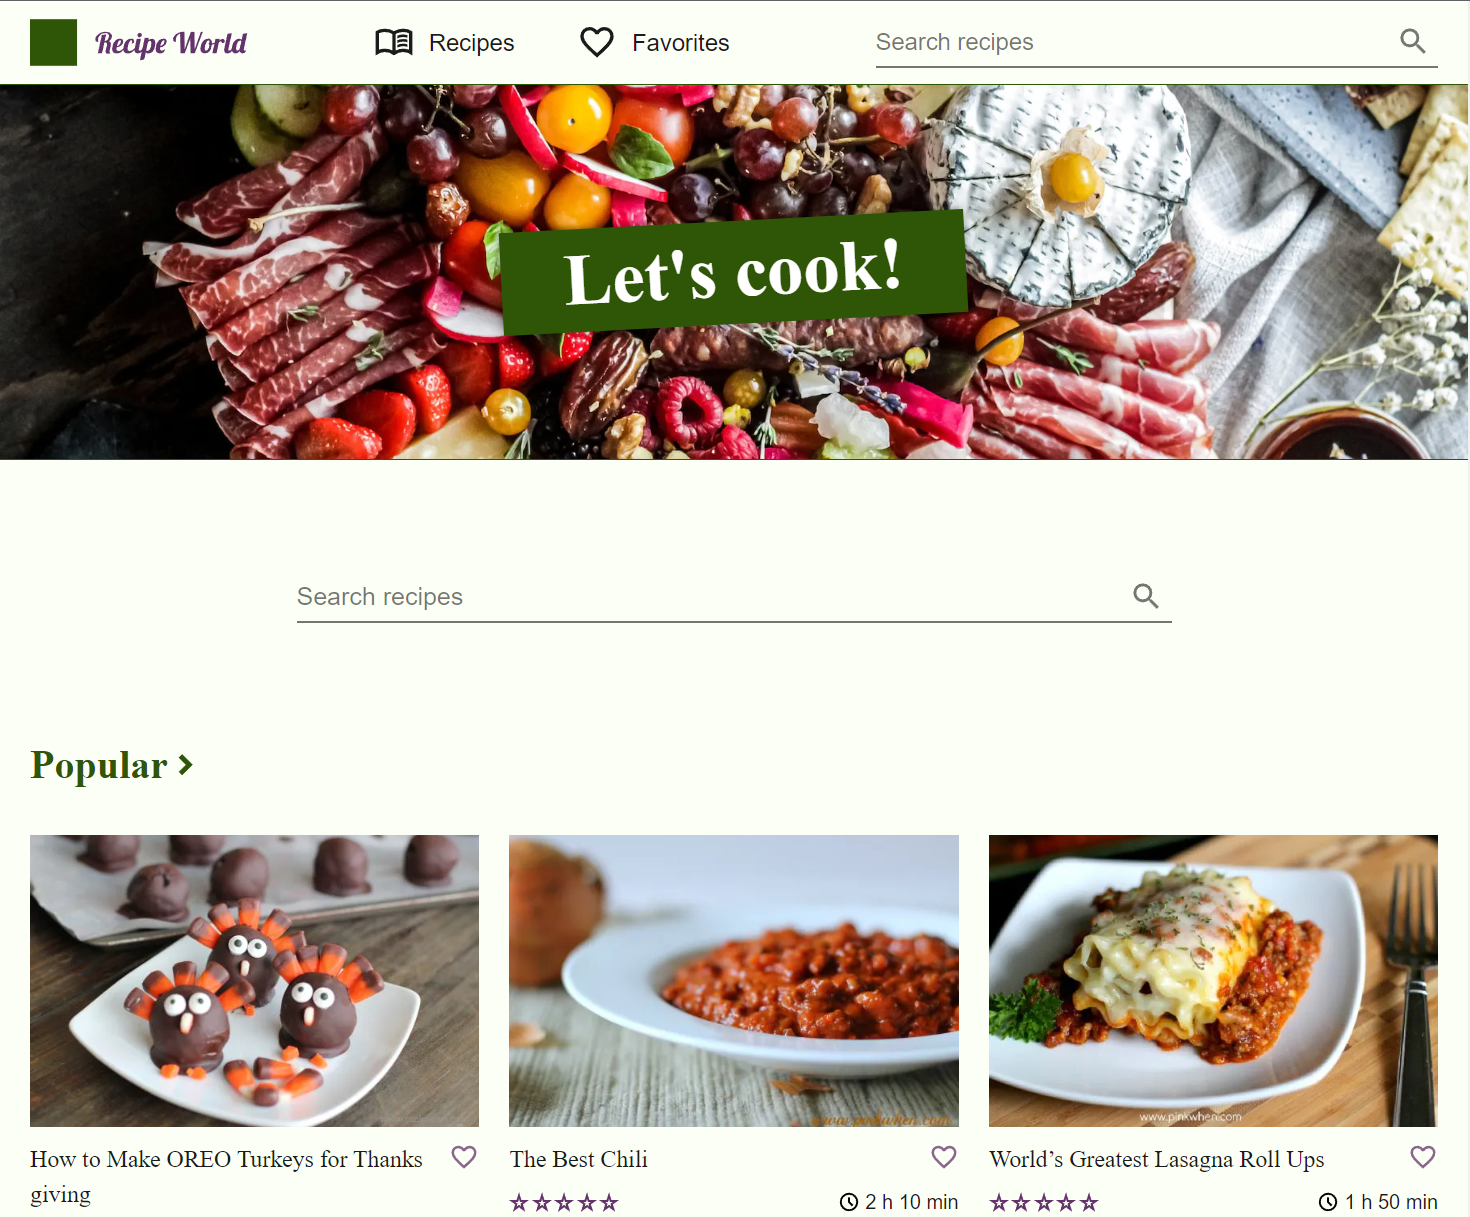 Recipe World
Recipes
Favorites
Search recipes
Let's cook!
Search recipes
Popular
www.pinkwhen.com
www.pinkwhen.com
How to Make OREO Turkeys for Thanks
giving
The Best Chili
2 h 10 min
World’s Greatest Lasagna Roll Ups
1 h 50 min